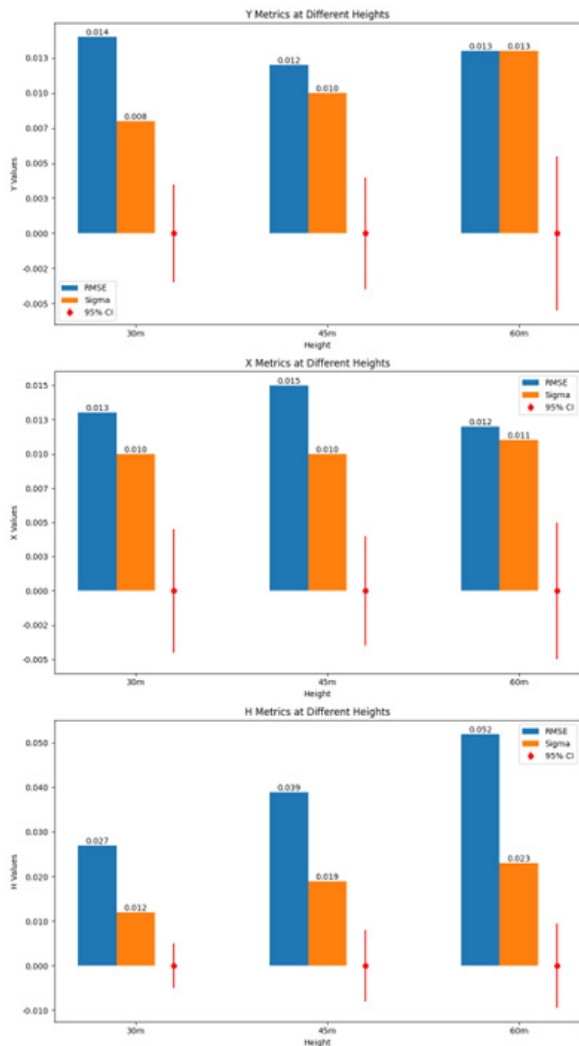 Y Metrics at Different Heights
0.014
0.008
0.012
0.010
0.013
0.013
0.013
0.010
0.007
0.005
0.003
0.000
-0.002
-0.005
Y Values
RMSE
Sigma
95% CI
30m
45m
60m
Height
X Metrics at Different Heights
0.013
0.010
0.015
0.010
0.012
0.011
0.015
0.013
0.010
0.007
0.005
0.003
0.000
-0.002
-0.005
X Values
RMSE
Sigma
95% CI
30m
45m
60m
Height
H Metrics at Different Heights
0.027
0.012
0.039
0.019
0.052
0.023
0.050
0.040
0.030
0.020
0.010
0.000
-0.010
H Values
RMSE
Sigma
95% CI
30m
45m
60m
Height